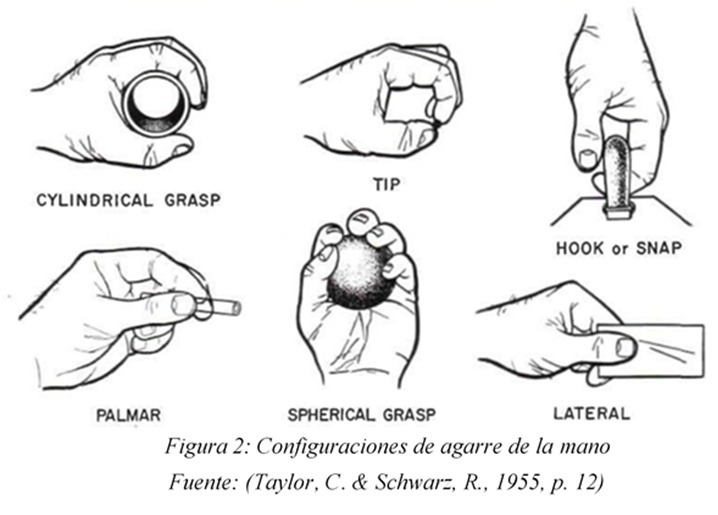 CYLINDRICAL GRASP
TIP
HOOK or SNAP
PALMAR
SPHERICAL GRASP
LATERAL
Figura 2: Configuraciones de agarre de la mano
Fuente: (Taylor, C. & Schwarz, R., 1955, p. 12)